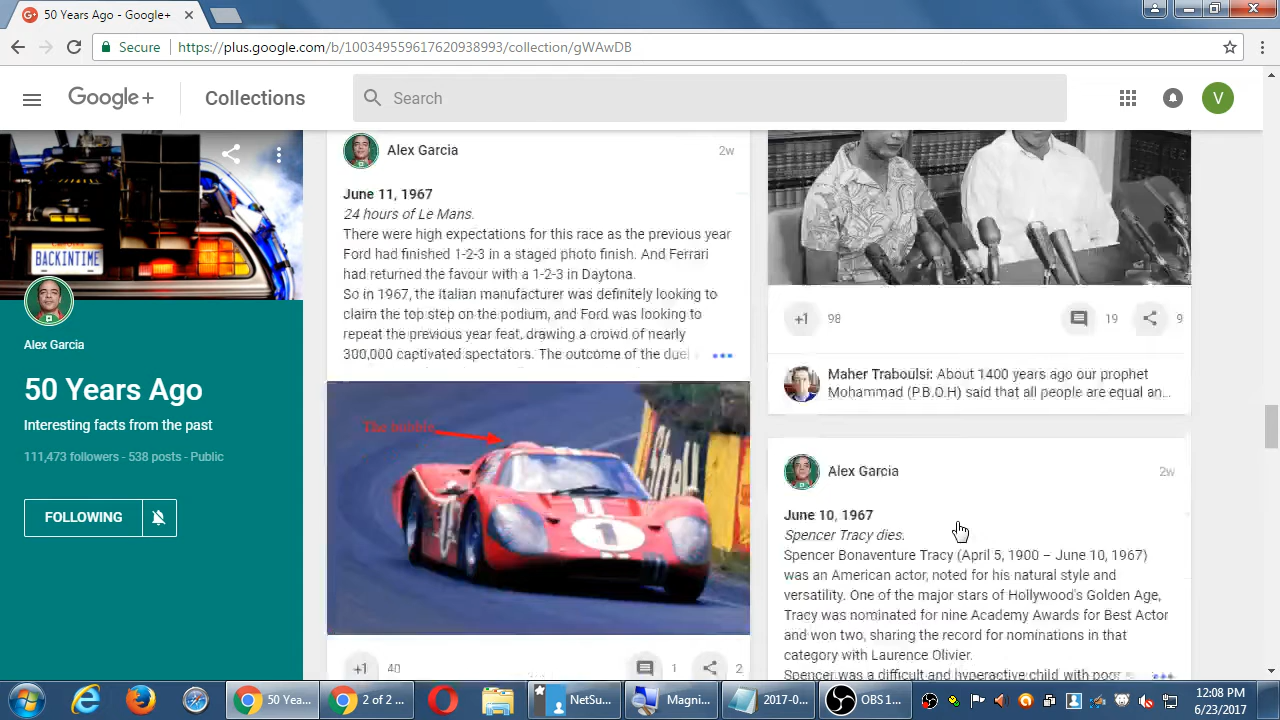 50 Years Ago - Google+
Secure
https://plus.google.com/b/100349559617620938993/collection/gWAwDB
Google+
Collections
Search
V
BACKINTIME
Alex Garcia
50 Years Ago
Interesting facts from the past
111,473 followers - 538 posts - Public
FOLLOWING
Alex Garcia
2w
June 11, 1967
24 hours of Le Mans.
There were high expectations for this race as the previous year
Ford had finished 1-2-3 in a staged photo finish. And Ferrari
had returned the favour with a 1-2-3 in Daytona.
So in 1967, the Italian manufacturer was definitely looking to
claim the top step on the podium, and Ford was looking to
repeat the previous year feat, drawing a crowd of nearly
300,000 captivated spectators. The outcome of the duel
The bubble
1
+1
40
1
2
+1
98
19
9
Maher Traboulsi: About 1400 years ago our prophet
Mohammad (P.B.O.H) said that all people are equal an...
Alex Garcia
2w
June 10, 1967
Spencer Tracy dies.
Spencer Bonaventure Tracy (April 5, 1900 – June 10, 1967)
was an American actor, noted for his natural style and
versatility. One of the major stars of Hollywood's Golden Age,
Tracy was nominated for nine Academy Awards for Best Actor
and won two, sharing the record for nominations in that
category with Laurence Olivier.
Spencer was a difficult and hyperactive child with poor
50 Yea...
2 of 2 ...
NetSu...
Magni...
2017-0...
OBS 1...
12:08 PM
6/23/2017